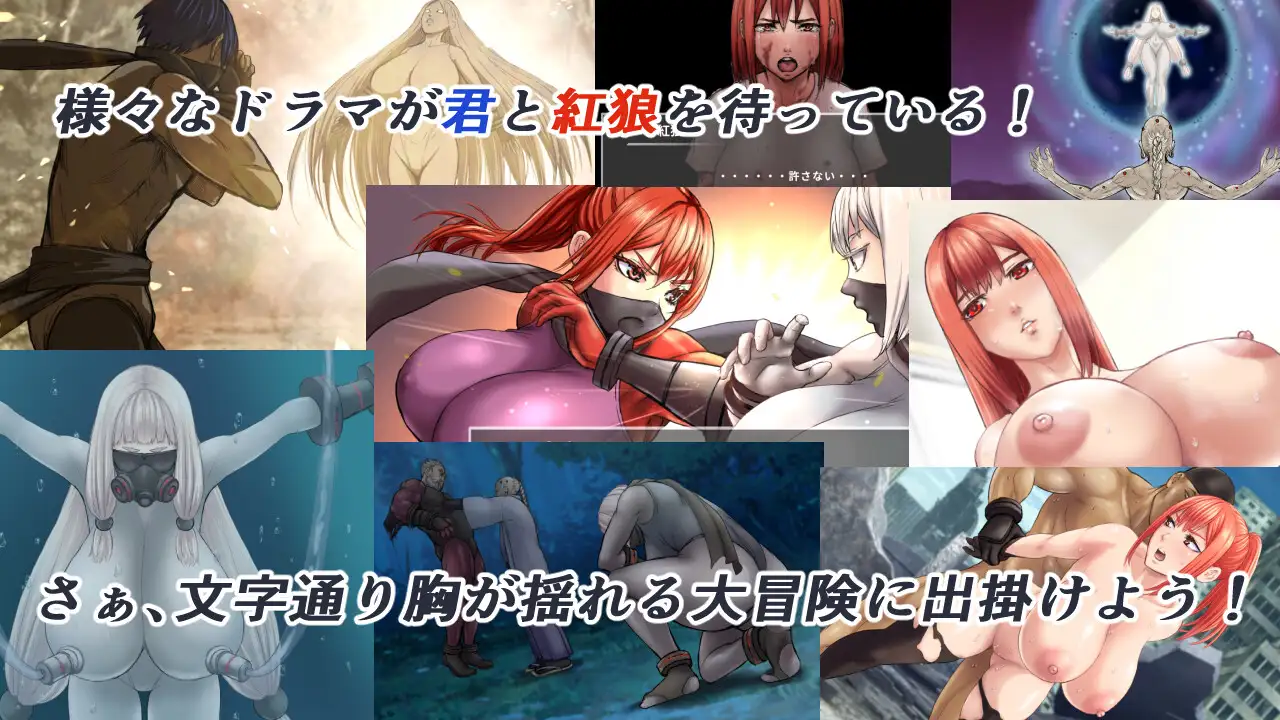 様々なドラマが君と紅狼を待っている！
紅狼
・・・・・・許さない・・・
さぁ、文字通り胸が揺れる大冒険に出掛けよう！